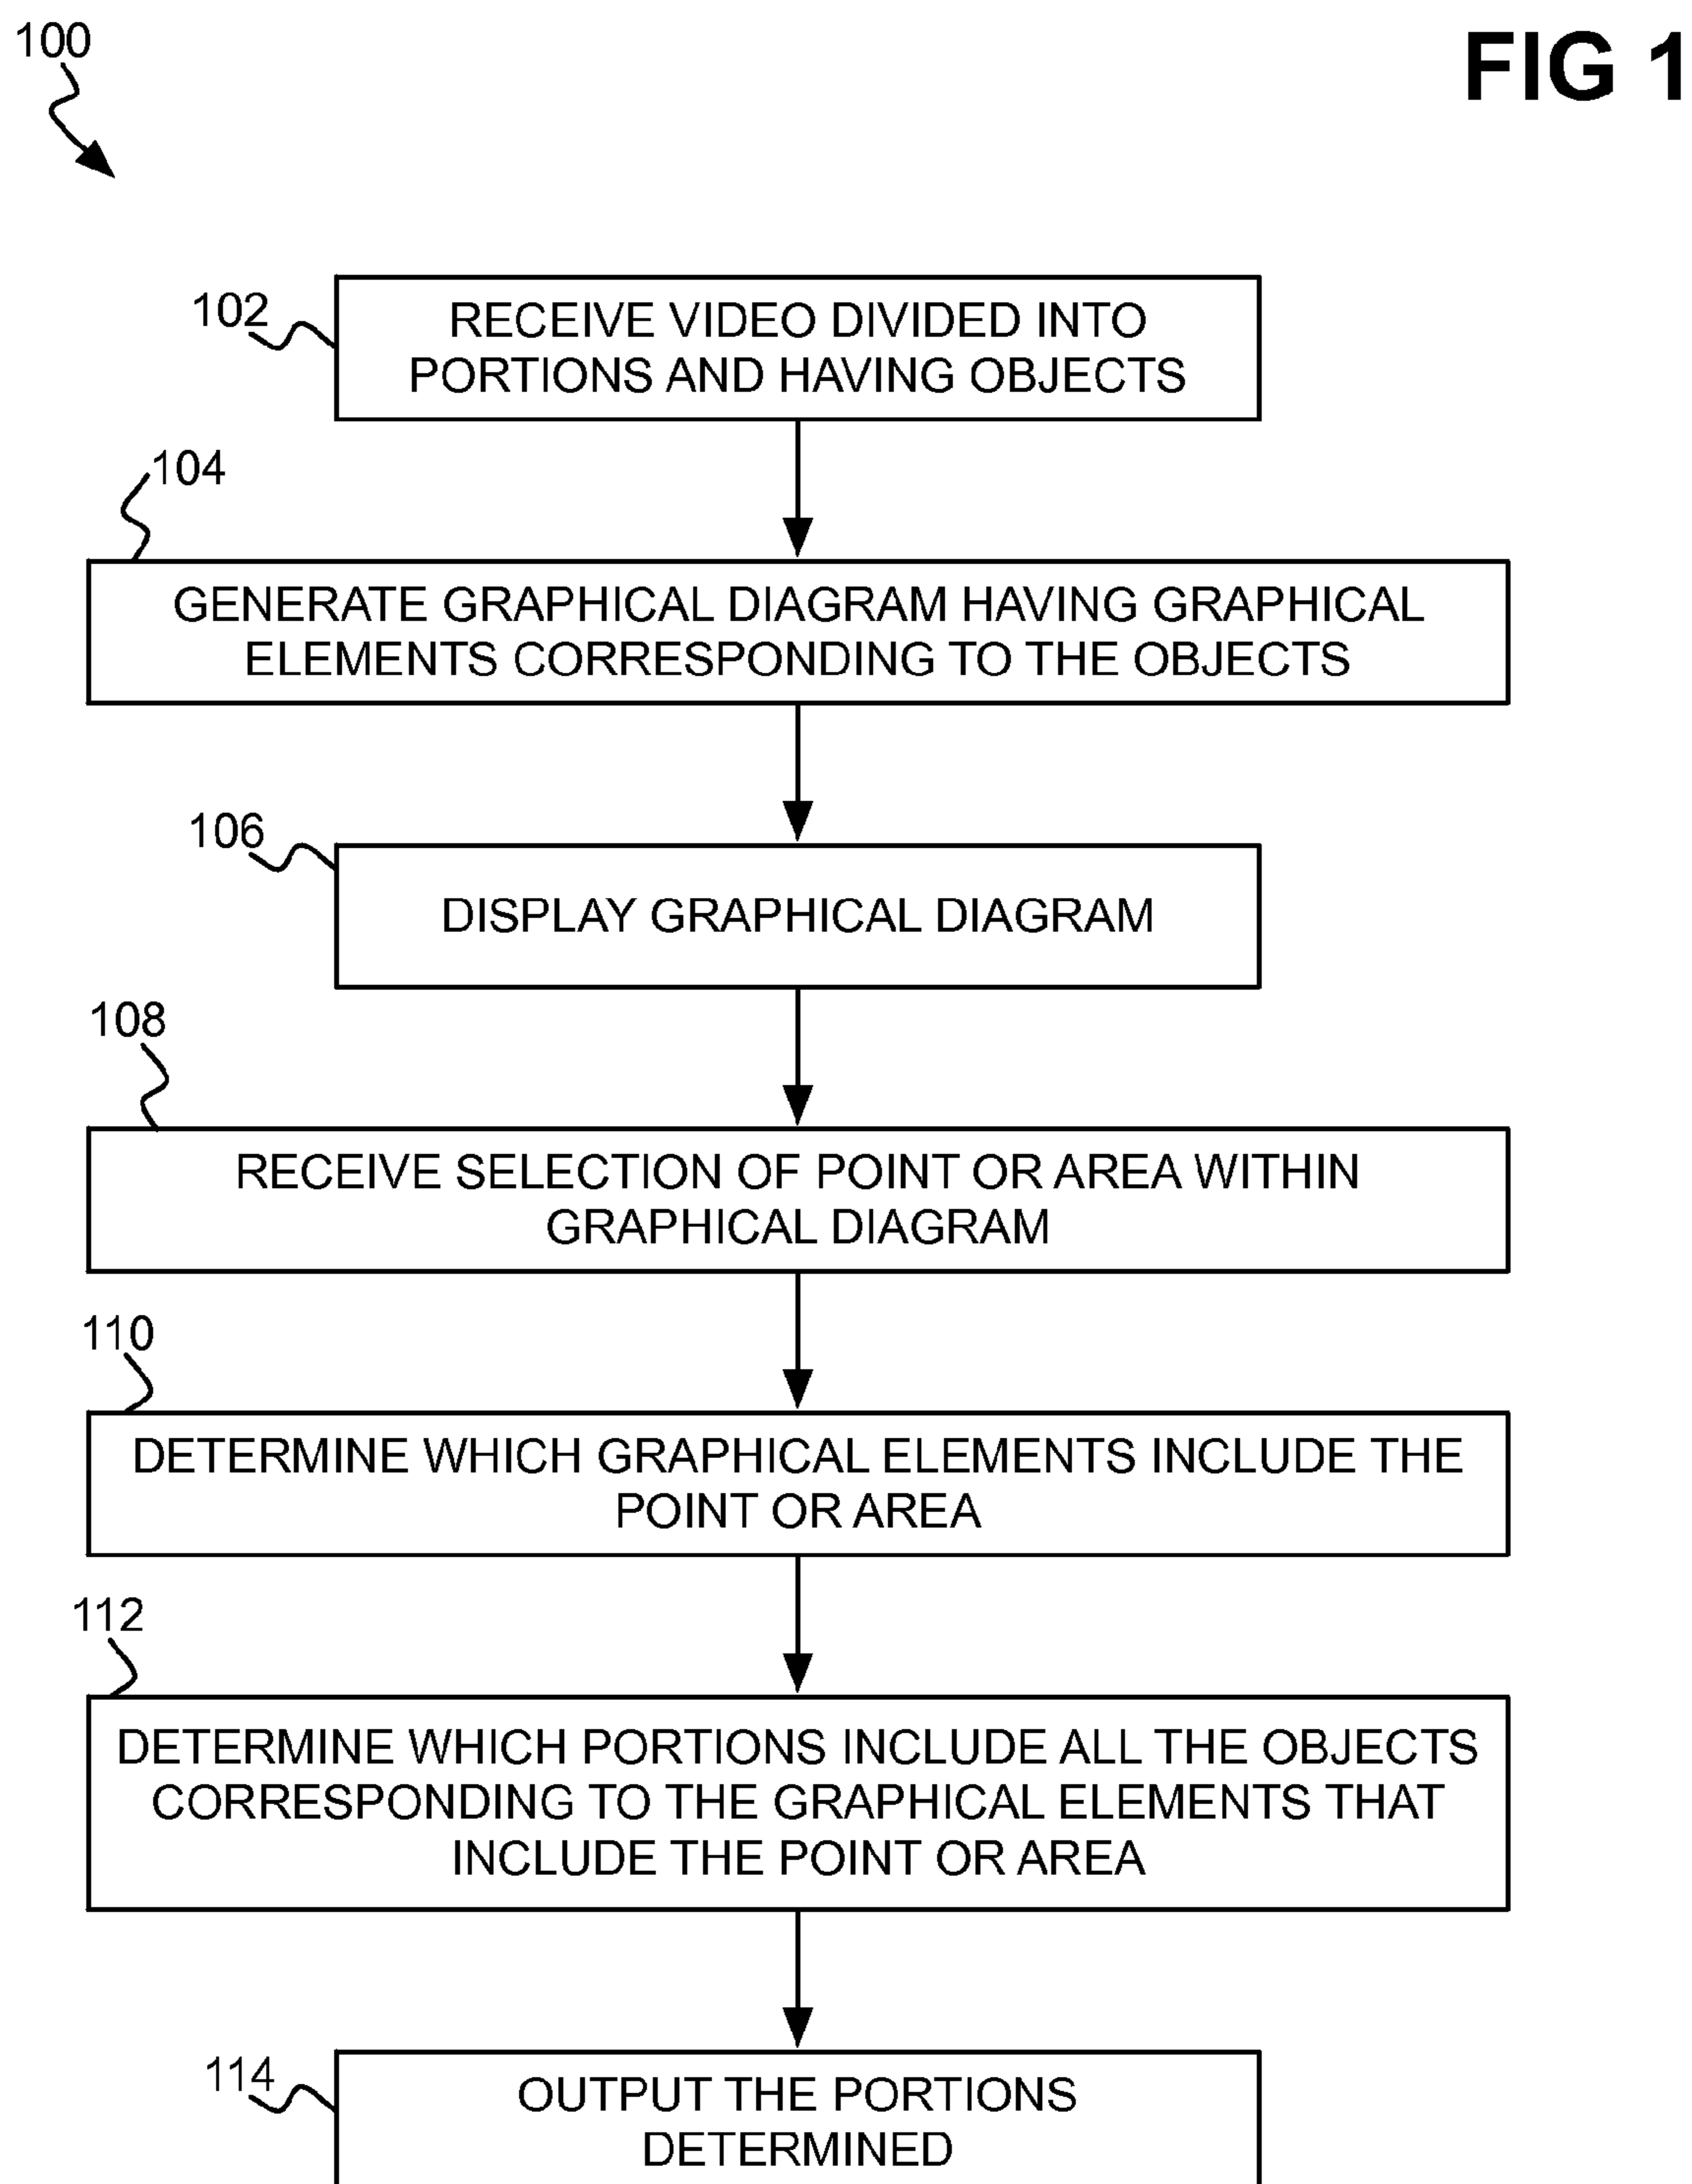 100
FIG 1
102
RECEIVE VIDEO DIVIDED INTO
PORTIONS AND HAVING OBJECTS
104
GENERATE GRAPHICAL DIAGRAM HAVING GRAPHICAL
ELEMENTS CORRESPONDING TO THE OBJECTS
106
DISPLAY GRAPHICAL DIAGRAM
108
RECEIVE SELECTION OF POINT OR AREA WITHIN
GRAPHICAL DIAGRAM
110
DETERMINE WHICH GRAPHICAL ELEMENTS INCLUDE THE
POINT OR AREA
112
DETERMINE WHICH PORTIONS INCLUDE ALL THE OBJECTS
CORRESPONDING TO THE GRAPHICAL ELEMENTS THAT
INCLUDE THE POINT OR AREA
114
OUTPUT THE PORTIONS
DETERMINED